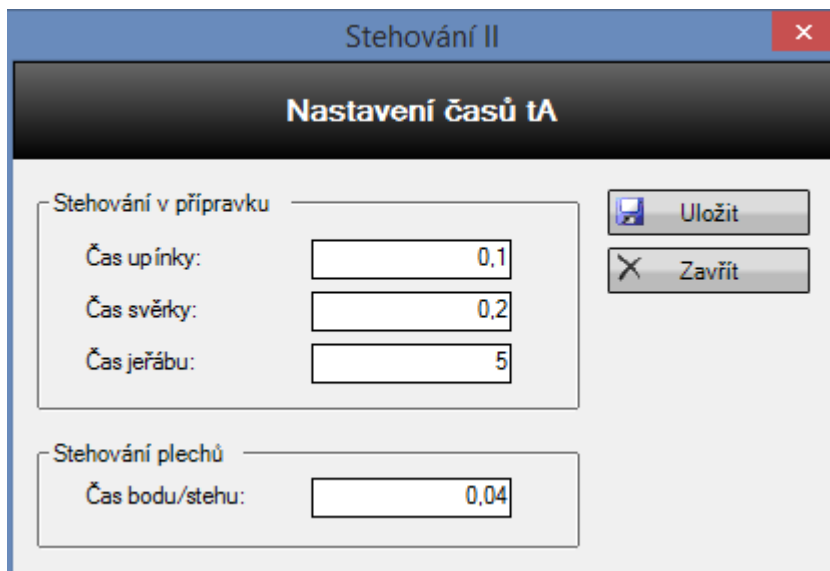 Stehování II
Nastavení časů tA
Stehování v přípravku
Čas upínky: 0,1
Čas svěrky: 0,2
Čas jeřábu: 5
Uložit
Zavřít
Stehování plechů
Čas bodu/stehu: 0,04